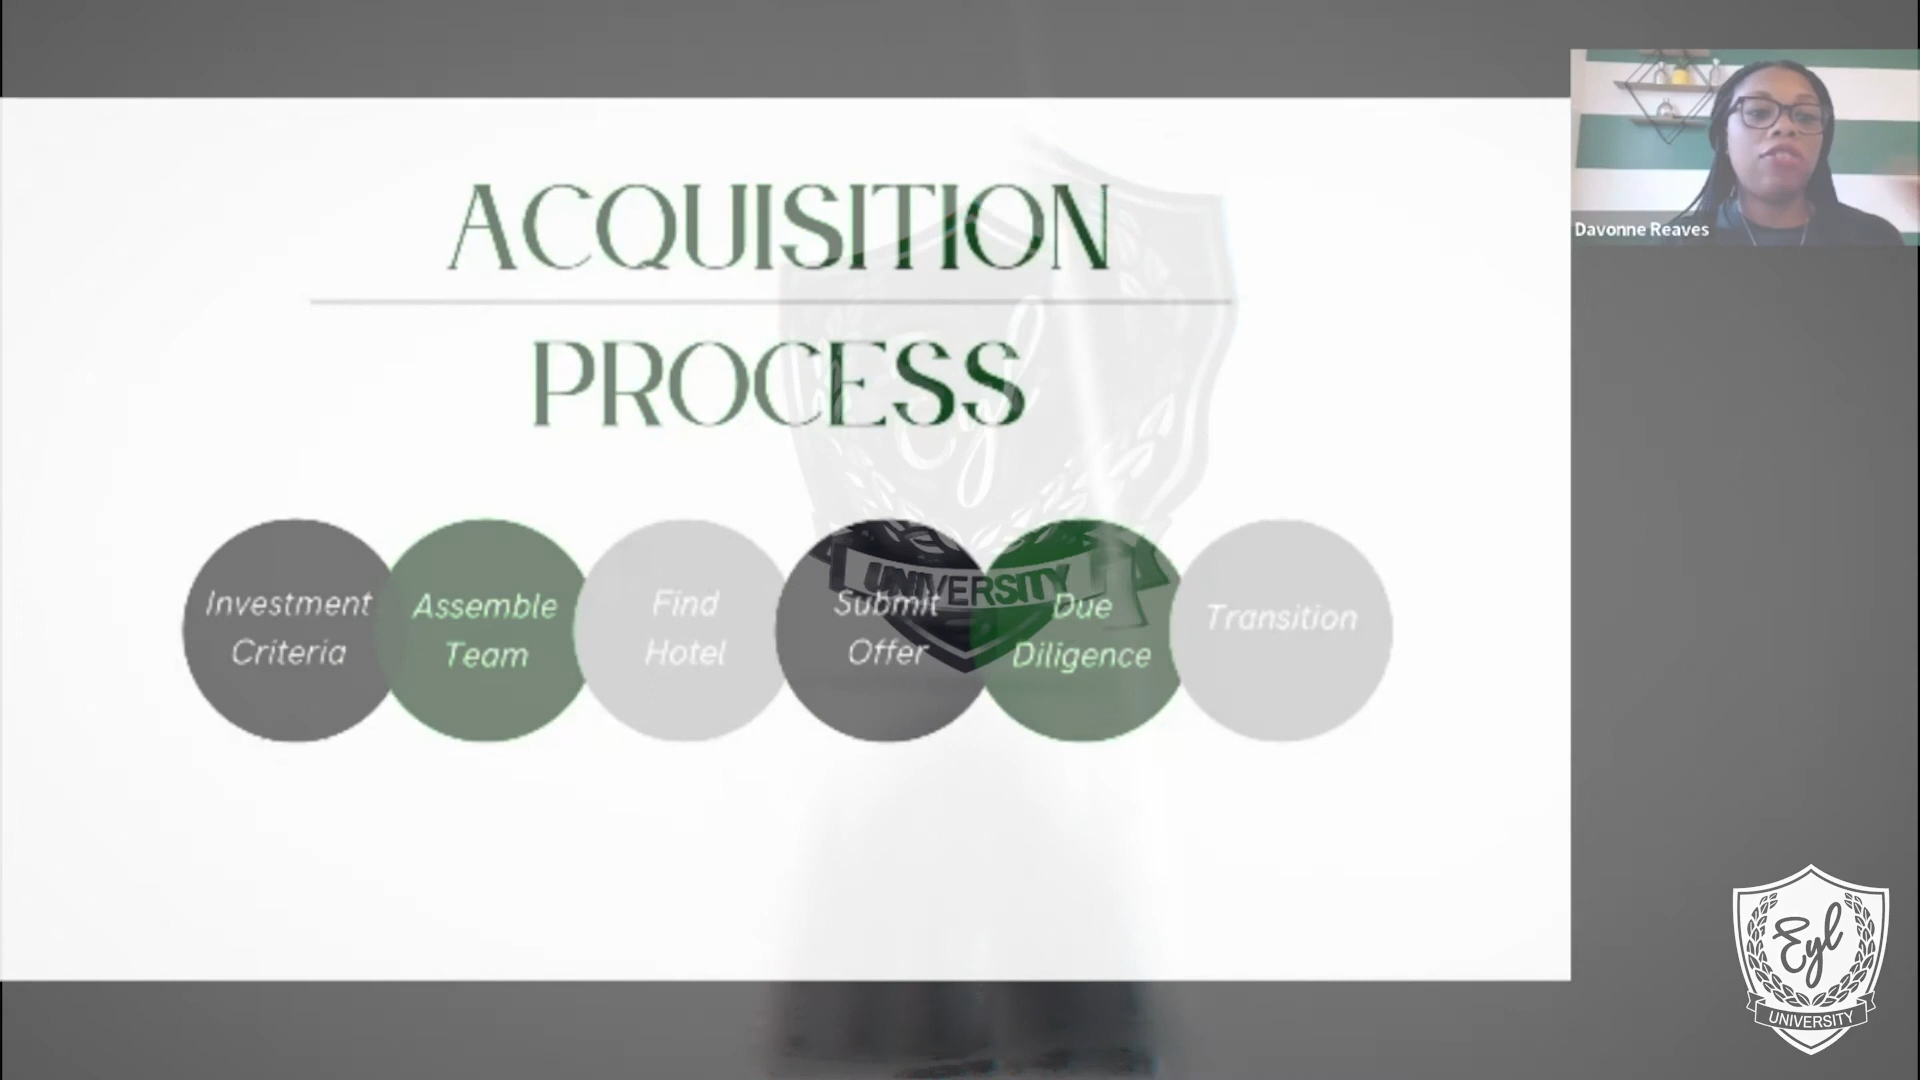 ACQUISITION
PROCESS
Investment
Criteria
Assemble
Team
Find
Hotel
Submit
Offer
Due
Diligence
Transition
UNIVERSITY
Davonne Reaves
Eyl
UNIVERSITY